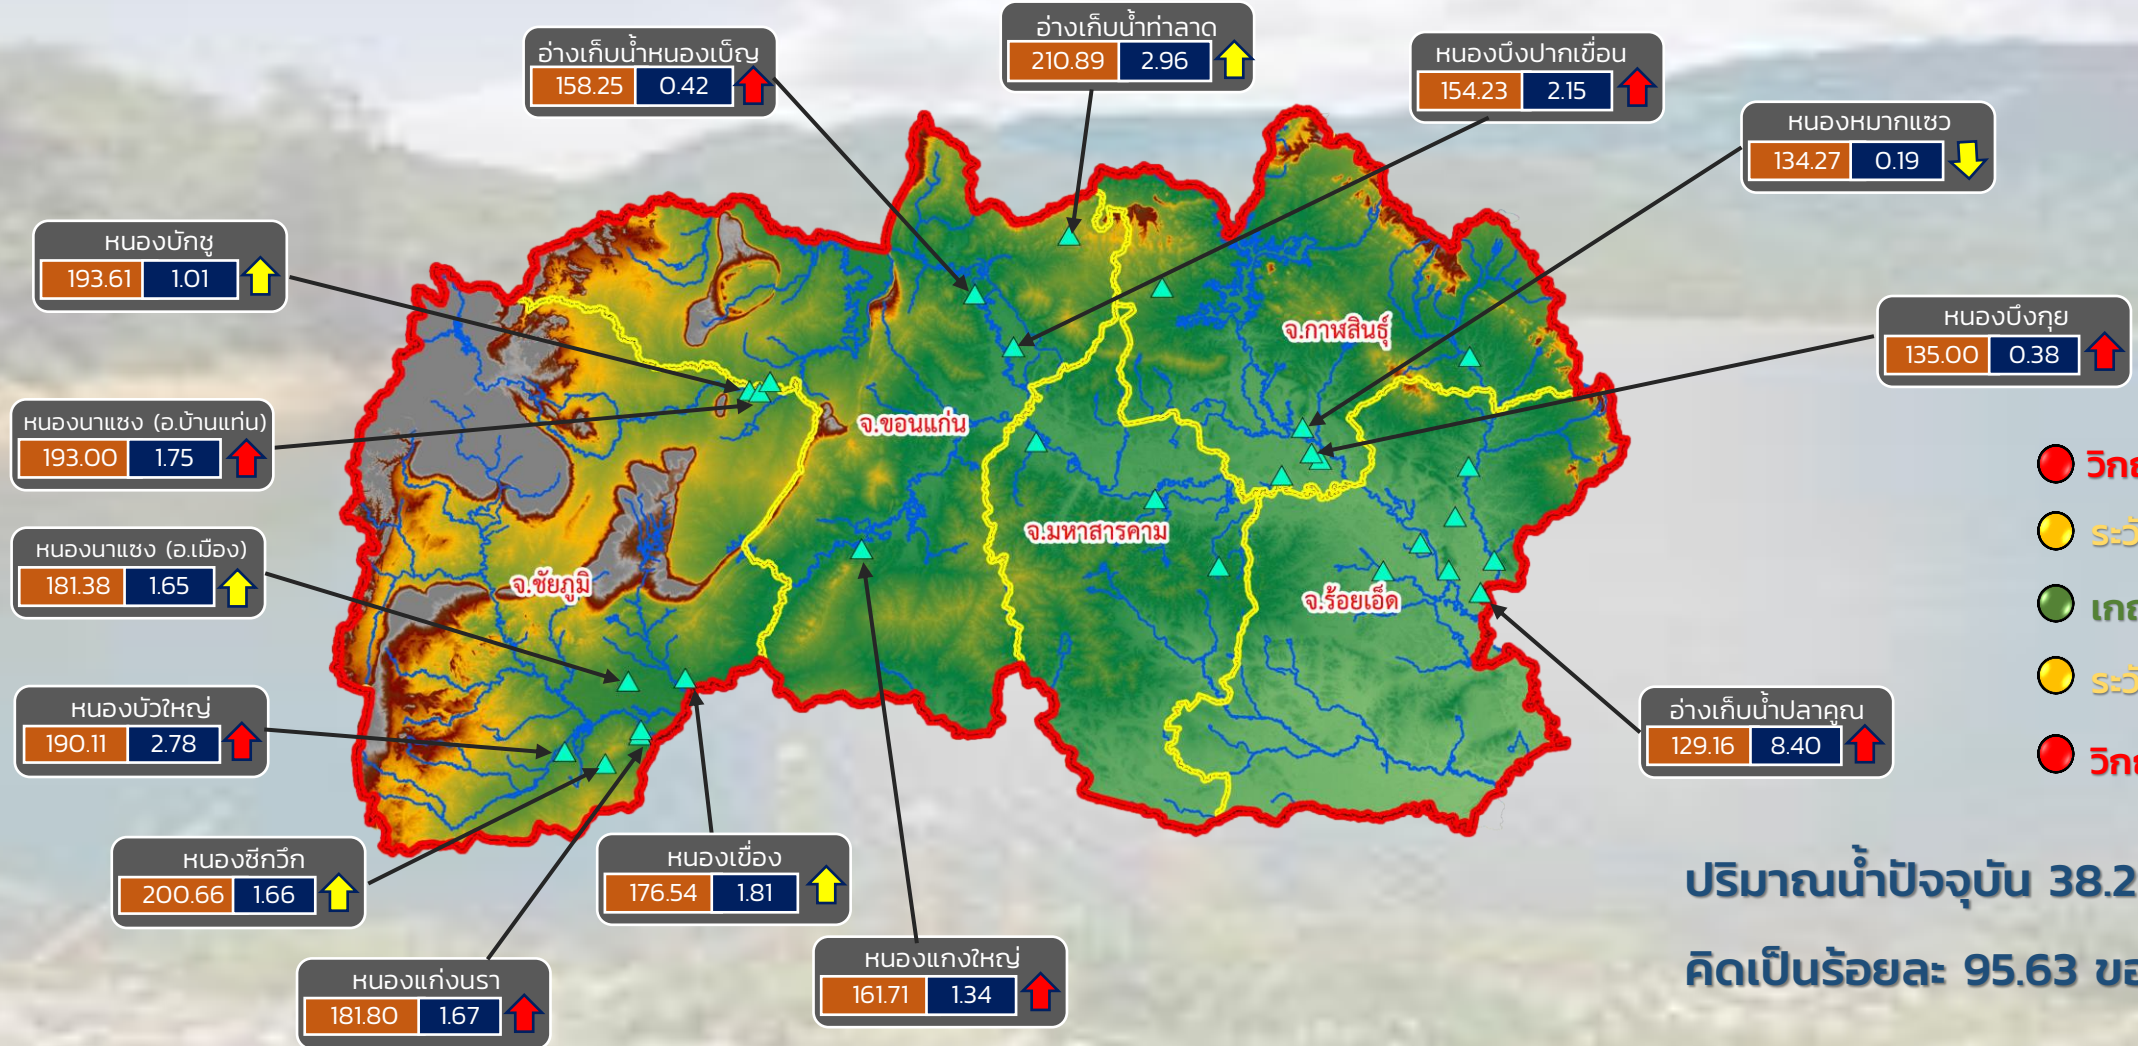 อ่างเก็บน้ำหนองเบ็ญ
158.25 0.42
อ่างเก็บน้ำท่าลาด
210.89 2.96
หนองบึงปากเขื่อน
154.23 2.15
หนองหมากแซว
134.27 0.19
หนองบักชู
193.61 1.01
หนองบึงกุย
135.00 0.38
หนองนาแซง (อ.บ้านแท่น)
193.00 1.75
หนองนาแซง (อ.เมือง)
181.38 1.65
หนองบัวใหญ่
190.11 2.78
หนองซีกวึก
200.66 1.66
หนองแก่งนรา
181.80 1.67
หนองเขื่อง
176.54 1.81
หนองแกงใหญ่
161.71 1.34
อ่างเก็บน้ำปลาคูณ
129.16 8.40
จ.กาฬสินธุ์
จ.ขอนแก่น
จ.มหาสารคาม
จ.ชัยภูมิ
จ.ร้อยเอ็ด
ปริมาณน้ำปัจจุบัน 38.2
คิดเป็นร้อยละ 95.63